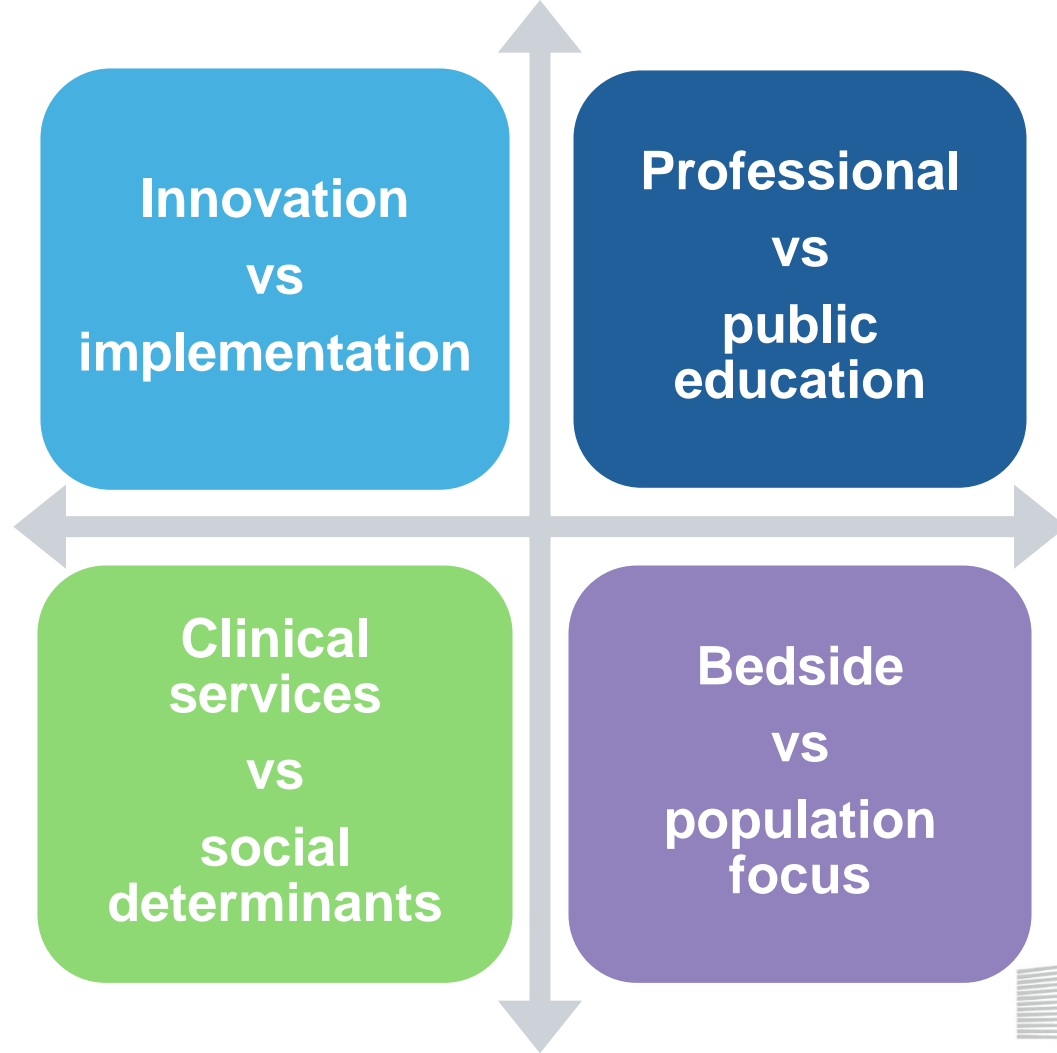 Innovation
vs
implementation
Professional
vs
public
education
Clinical
services
vs
social
determinants
Bedside
vs
population
focus